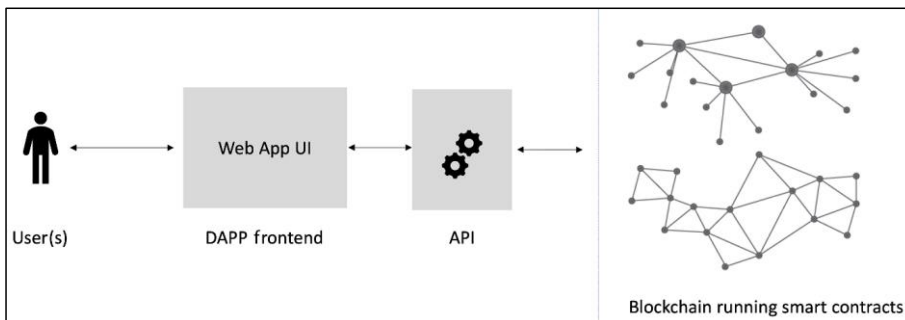 Web App UI
User(s)
DAPP frontend
API
Blockchain running smart contracts